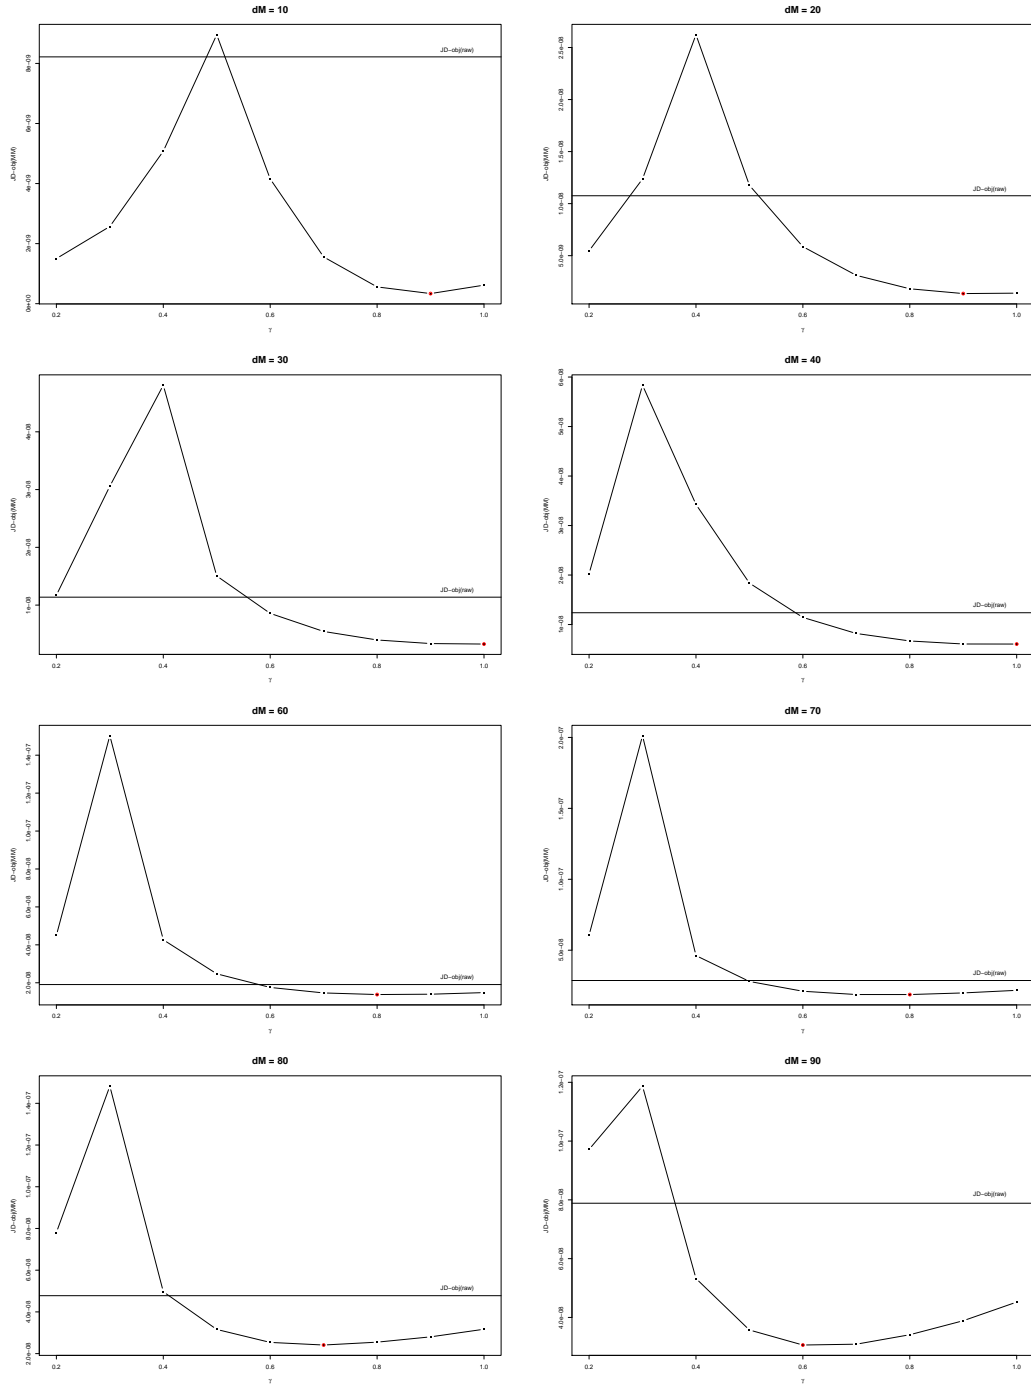 dM = 10
JD-obj(MM)
0e+00 2e-09 4e-09 6e-09 8e-09
JD-obj(raw)
0.2 0.4 0.6 0.8 1.0
T
dM = 20
JD-obj(MM)
5.0e-09 1.0e-08 1.5e-08 2.0e-08 2.5e-08
JD-obj(raw)
0.2 0.4 0.6 0.8 1.0
T
dM = 30
JD-obj(MM)
1e-08 2e-08 3e-08 4e-08
JD-obj(raw)
0.2 0.4 0.6 0.8 1.0
T
dM = 40
JD-obj(MM)
1e-08 2e-08 3e-08 4e-08 5e-08 6e-08
JD-obj(raw)
0.2 0.4 0.6 0.8 1.0
T
dM = 60
JD-obj(MM)
2.0e-08 4.0e-08 6.0e-08 8.0e-08 1.0e-07 1.2e-07 1.4e-07
JD-obj(raw)
0.2 0.4 0.6 0.8 1.0
T
dM = 70
JD-obj(MM)
5.0e-08 1.0e-07 1.5e-07 2.0e-07
JD-obj(raw)
0.2 0.4 0.6 0.8 1.0
T
dM = 80
JD-obj(MM)
2.0e-08 4.0e-08 6.0e-08 8.0e-08 1.0e-07 1.2e-07 1.4e-07
JD-obj(raw)
0.2 0.4 0.6 0.8 1.0
T
dM = 90
JD-obj(MM)
4.0e-08 6.0e-08 8.0e-08 1.0e-07 1.2e-07
JD-obj(raw)
0.2 0.4 0.6 0.8 1.0
T